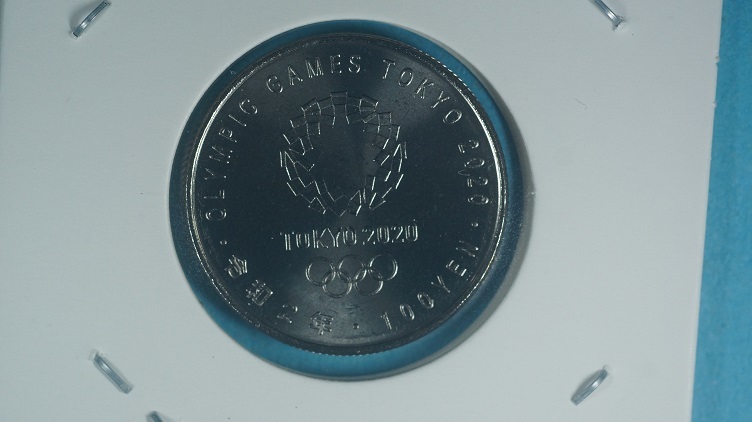 · OLYMPIC GAMES TOKYO 2020 ·
TOKYO 2020
令和2年 · 100YEN